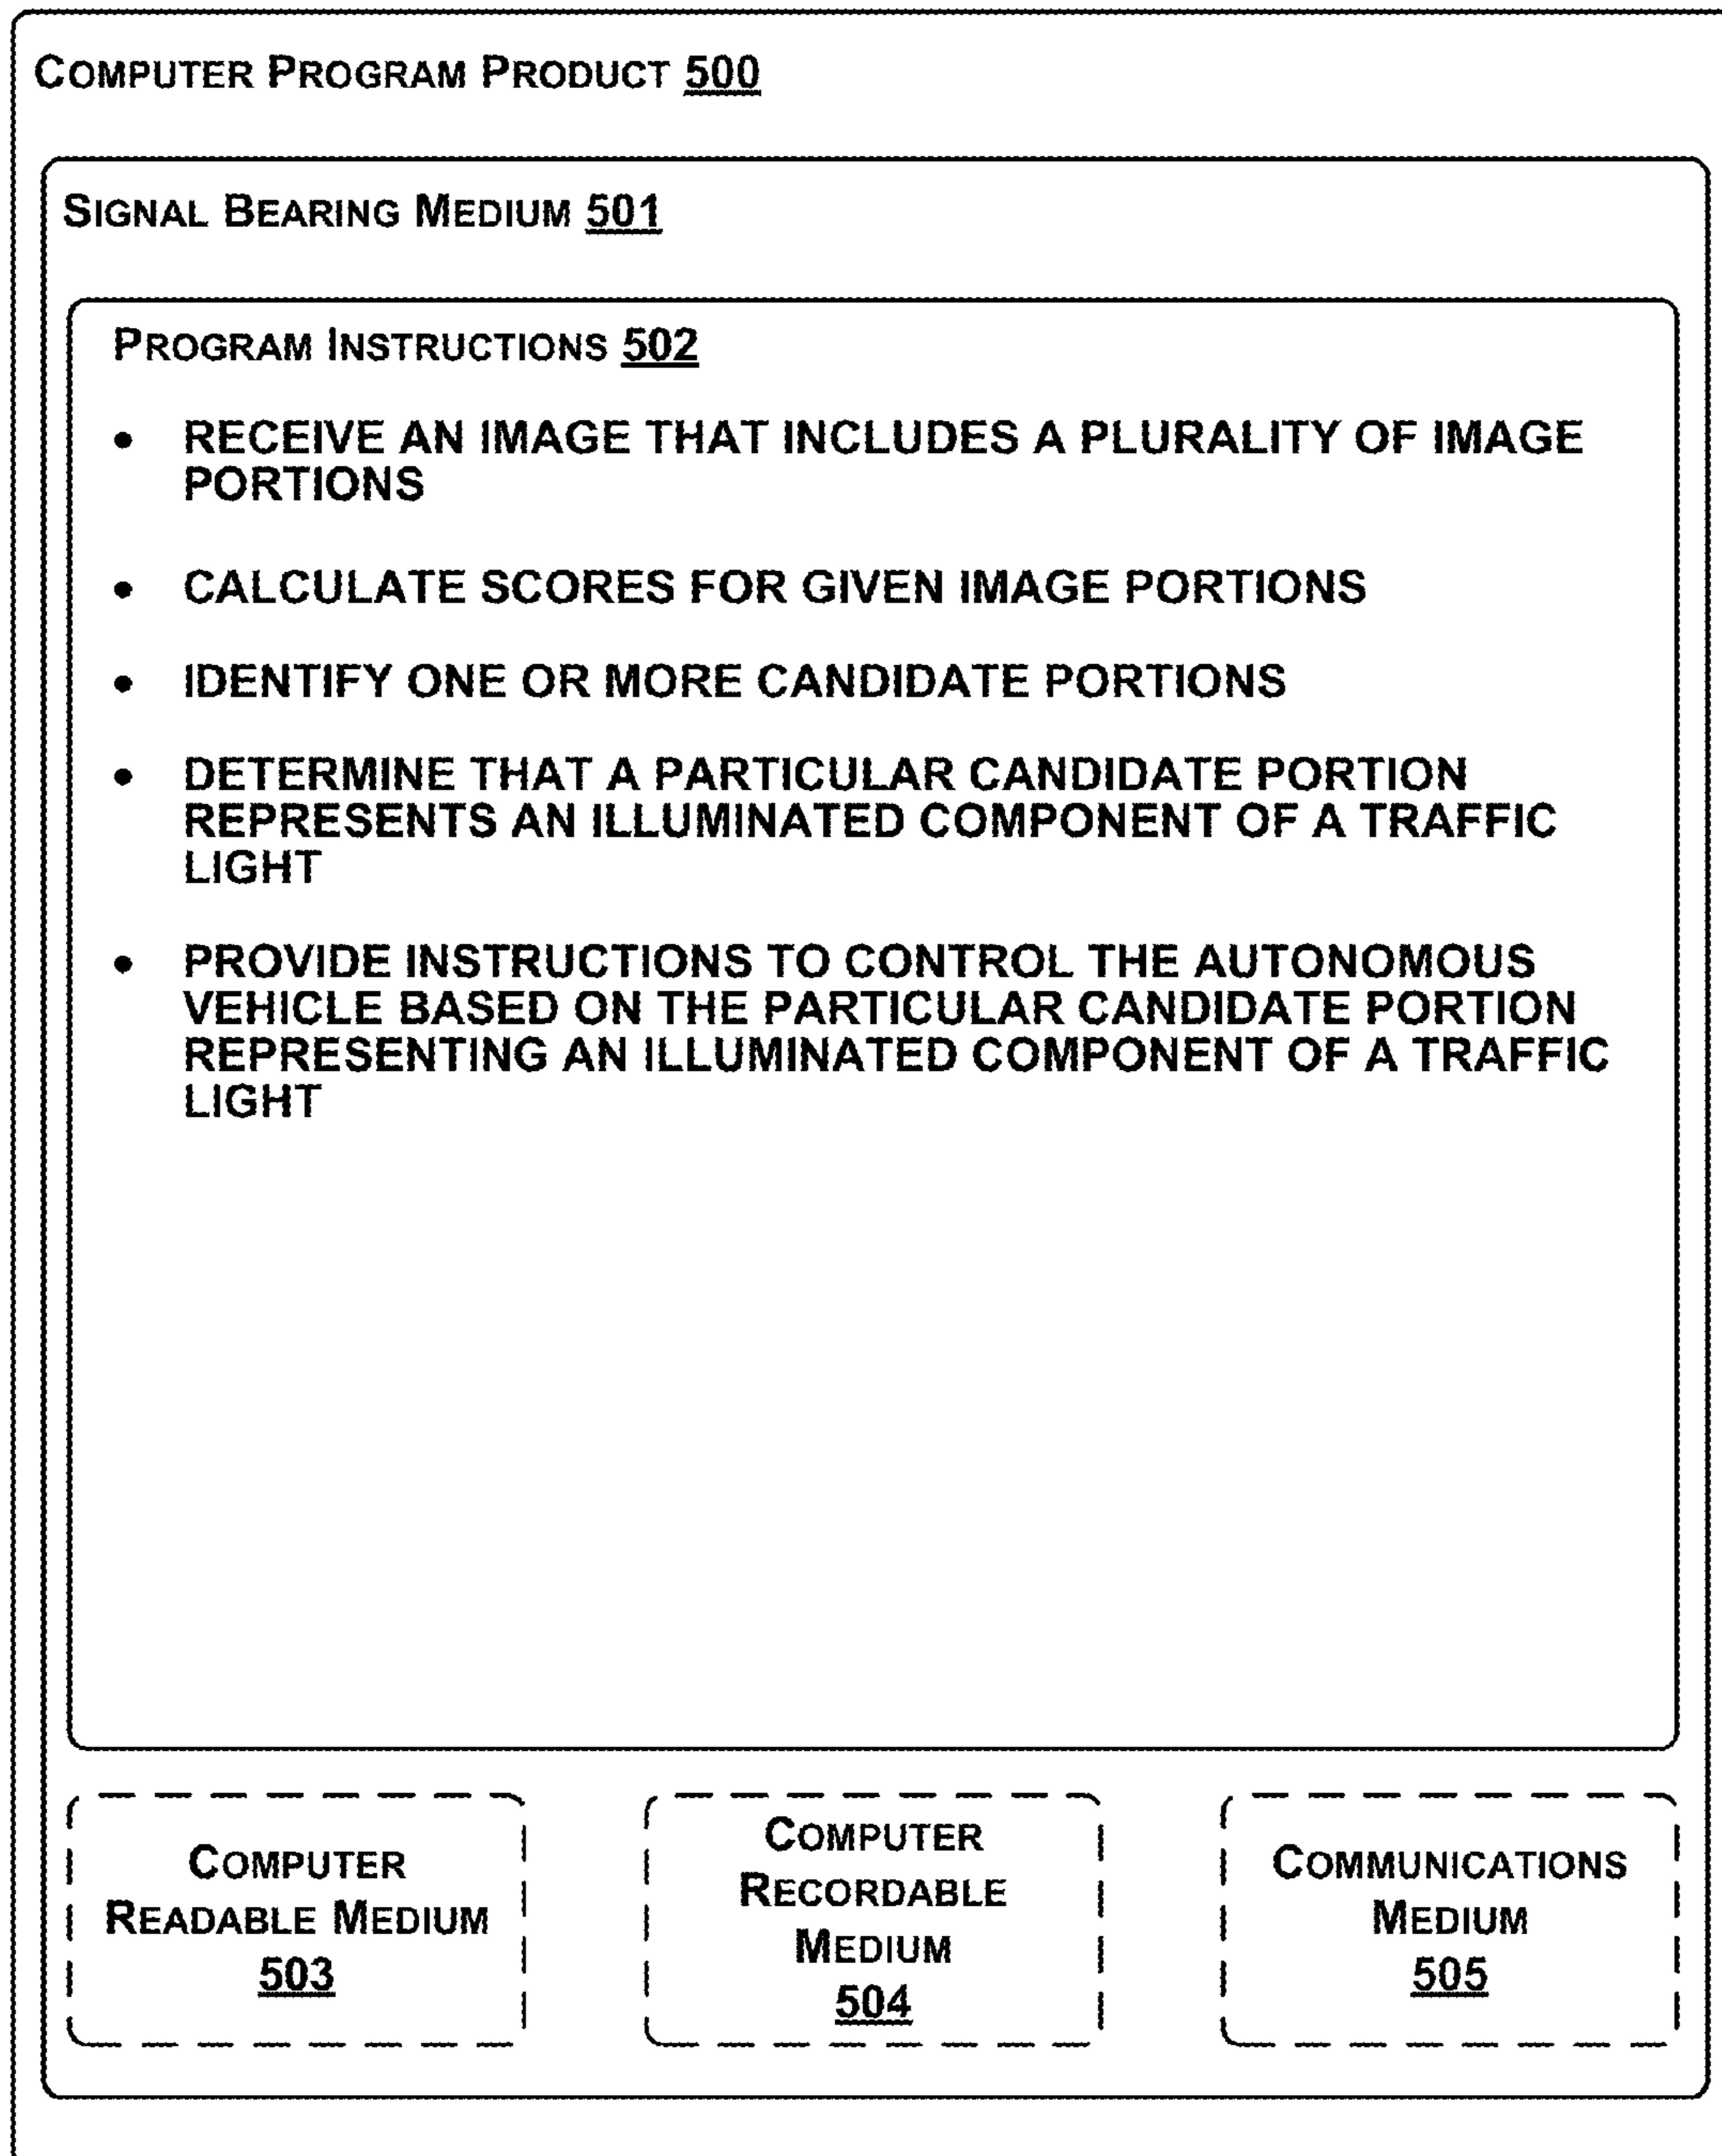 COMPUTER PROGRAM PRODUCT 500
SIGNAL BEARING MEDIUM 501
PROGRAM INSTRUCTIONS 502
• RECEIVE AN IMAGE THAT INCLUDES A PLURALITY OF IMAGE
PORTIONS
• CALCULATE SCORES FOR GIVEN IMAGE PORTIONS
• IDENTIFY ONE OR MORE CANDIDATE PORTIONS
• DETERMINE THAT A PARTICULAR CANDIDATE PORTION
REPRESENTS AN ILLUMINATED COMPONENT OF A TRAFFIC
LIGHT
• PROVIDE INSTRUCTIONS TO CONTROL THE AUTONOMOUS
VEHICLE BASED ON THE PARTICULAR CANDIDATE PORTION
REPRESENTING AN ILLUMINATED COMPONENT OF A TRAFFIC
LIGHT
COMPUTER
READABLE MEDIUM
503
COMPUTER
RECORDABLE
MEDIUM
504
COMMUNICATIONS
MEDIUM
505